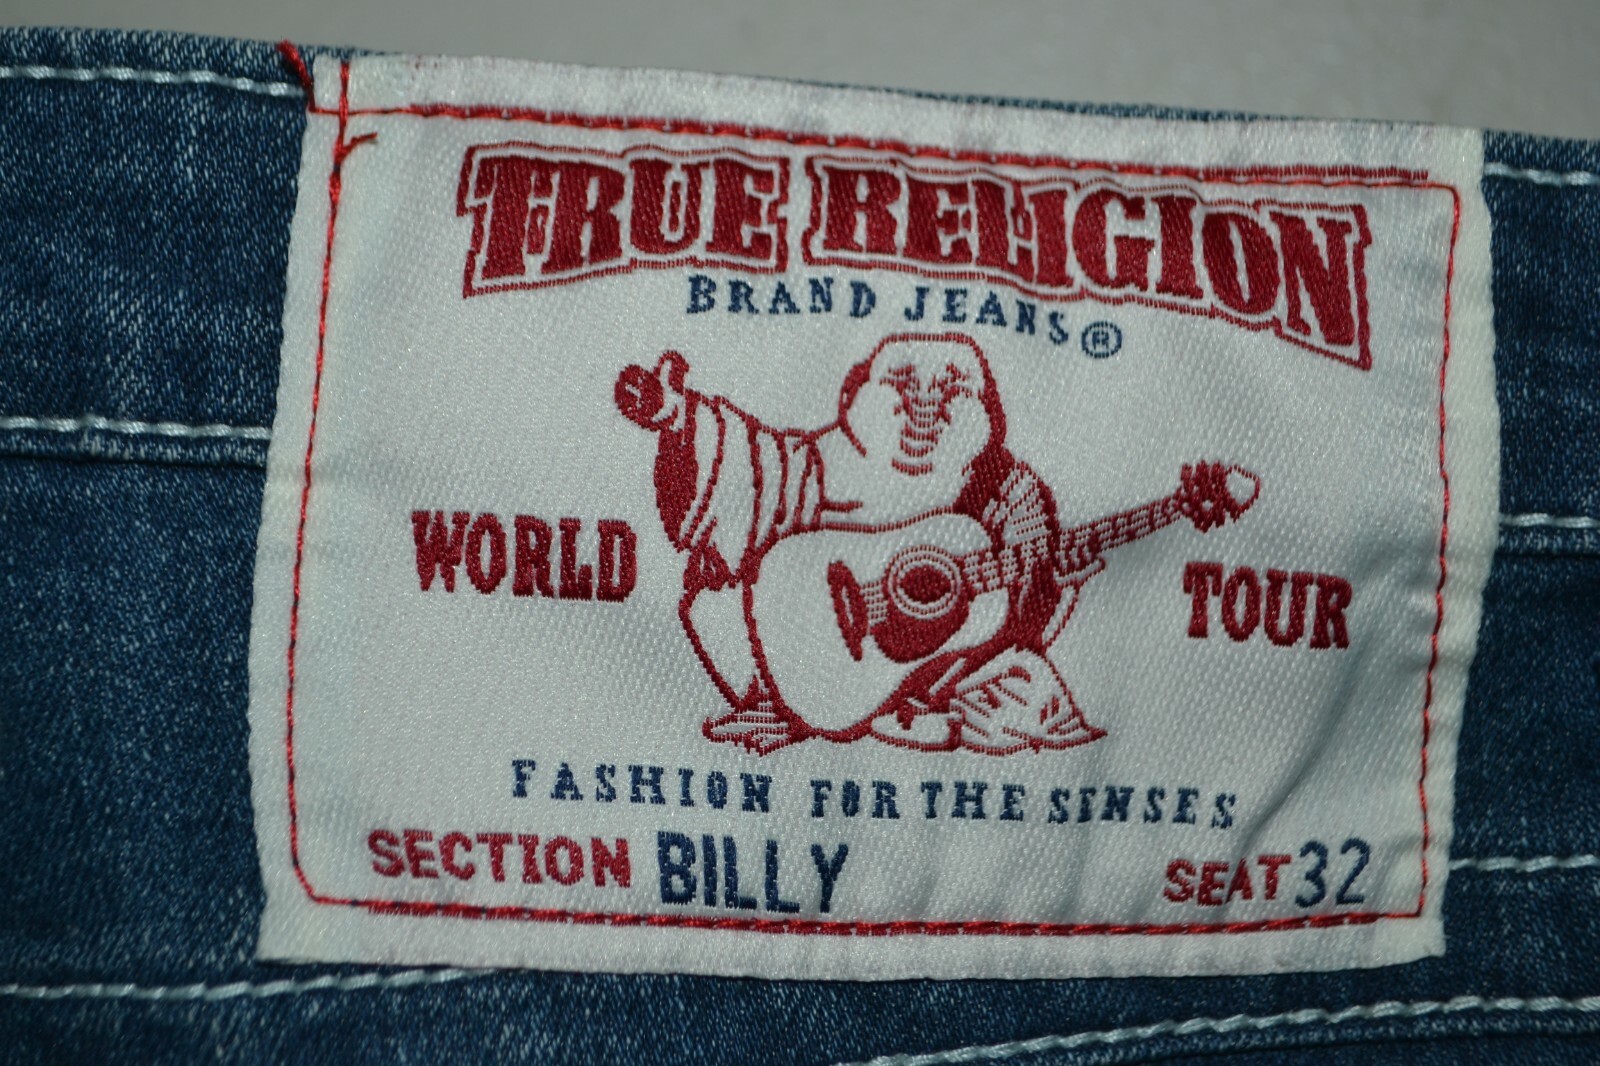 TRUE RELIGION
BRAND JEANS®
WORLD TOUR
FASHION FOR THE SENSES
SECTION BILLY SEAT 32